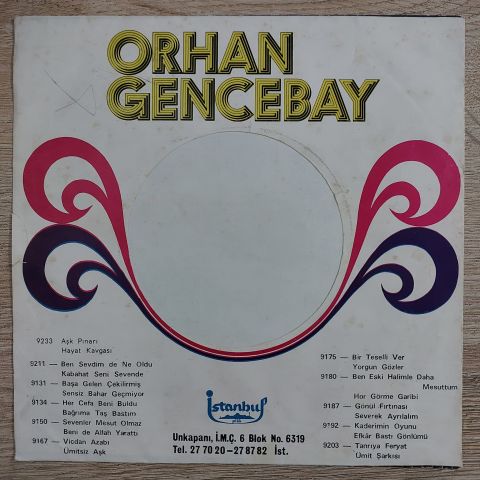 ORHAN
GENCEBAY
9233 Aşk Pınarı
Hayat Kavgası
9211 — Ben Sevdim de Ne Oldu
Kabahat Seni Sevende
9131 — Başa Gelen Çekilirmiş
Sensiz Bahar Geçmiyor
9134 — Her Cefa Beni Buldu
Bağrıma Taş Bastım
9150 — Sevenler Mesut Olmaz
Beni de Allah Yarattı
9167 — Vicdan Azabı
Ümitsiz Aşk
istanbul
plâk
Unkapanı, İ.M.Ç. 6 Blok No. 6319
Tel. 27 70 20 — 27 87 82 İst.
9175 — Bir Teselli Ver
Yorgun Gözler
9180 — Ben Eski Halimle Daha
Mesuttum
Hor Görme Garibi
9187 — Gönül Fırtınası
Severek Ayrılalım
9192 — Kaderimin Oyunu
Efkâr Bastı Gönlümü
9203 — Tanrıya Feryat
Ümit Şarkısı